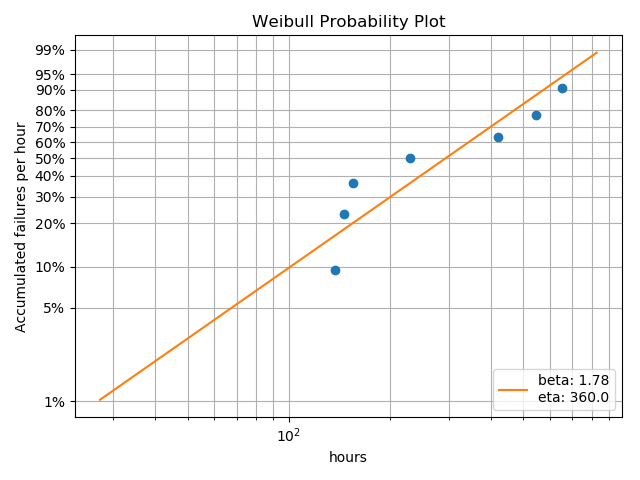 Weibull Probability Plot
Accumulated failures per hour
99%
95%
90%
80%
70%
60%
50%
40%
30%
20%
10%
5%
1%
beta: 1.78
eta: 360.0
10²
hours